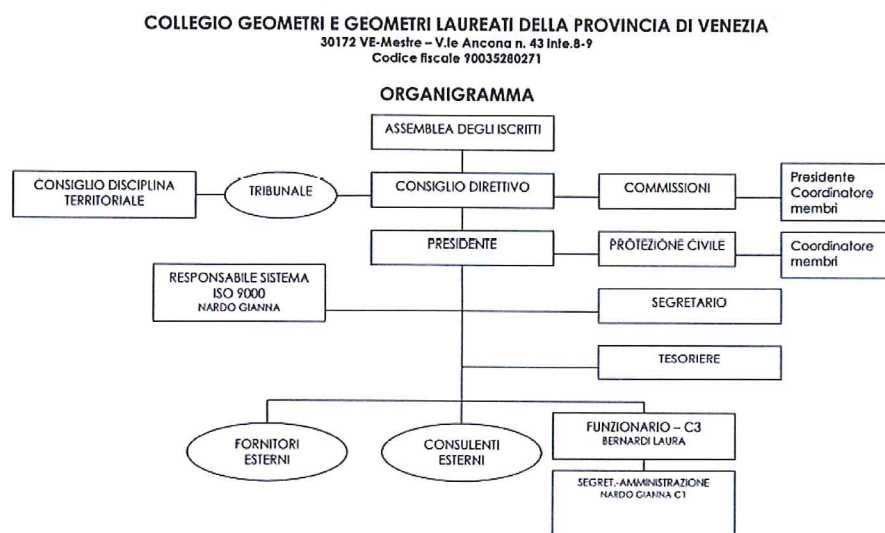 COLLEGIO GEOMETRI E GEOMETRI LAUREATI DELLA PROVINCIA DI VENEZIA
30172 VE-Mestre – V.le Ancona n. 43 Inte.8-9
Codice fiscale 90035280271
ORGANIGRAMMA
ASSEMBLEA DEGLI ISCRITTI
CONSIGLIO DISCIPLINA
TERRITORIALE
TRIBUNALE
CONSIGLIO DIRETTIVO
COMMISSIONI
Presidente
Coordinatore
membri
PRESIDENTE
PROTEZIONE CIVILE
Coordinatore
membri
RESPONSABILE SISTEMA
ISO 9000
NARDO GIANNA
SEGRETARIO
TESORIERE
FORNITORI
ESTERNI
CONSULENTI
ESTERNI
FUNZIONARIO – C3
BERNARDI LAURA
SEGRET.-AMMINISTRAZIONE
NARDO GIANNA C1